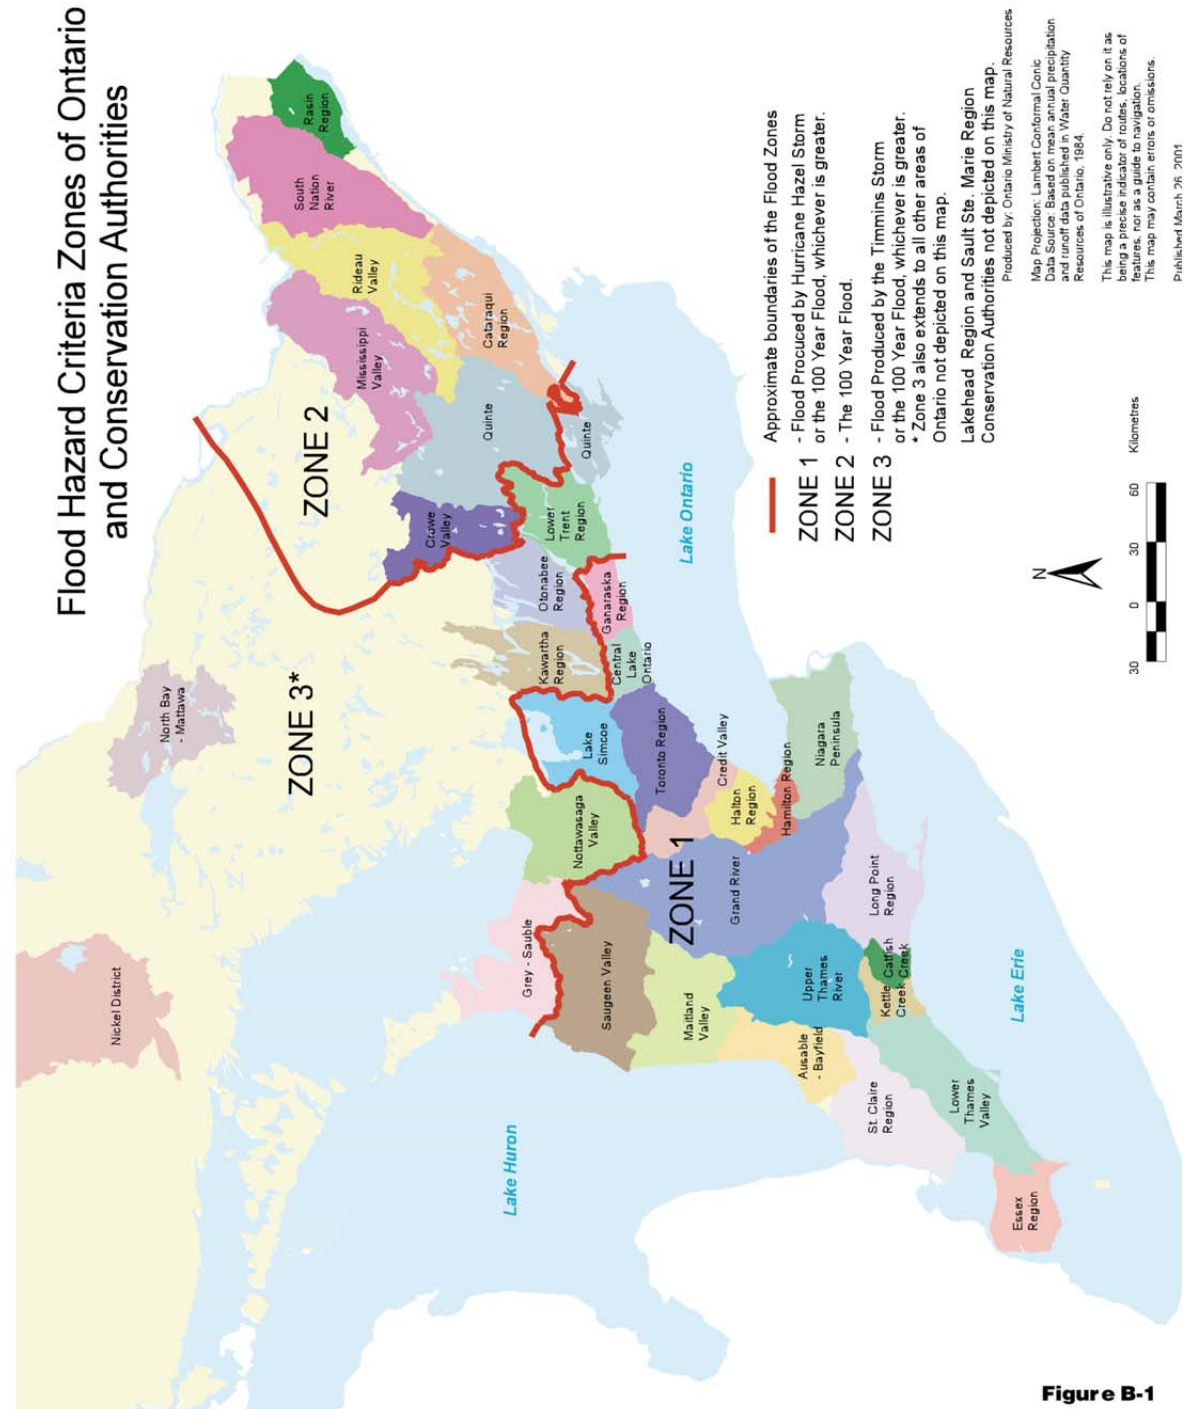 Flood Hazard Criteria Zones of Ontario
and Conservation Authorities
Rasin
Region
South
Nation
River
Rideau
Valley
Mississippi
Valley
Cataraqui
Region
ZONE 2
Quinte
Quinte
Crowe
Valley
Lower
Trent
Region
Otonabee
Region
Ganaraska
Region
Kawartha
Region
Central
Lake
Ontario
North Bay
- Mattawa
ZONE 3*
Lake
Simcoe
Toronto Region
Credit Valley
Nottawasaga
Valley
Halton
Region
Hamilton Region
Niagara
Peninsula
ZONE 1
Grand River
Long Point
Region
Grey - Sauble
Saugeen Valley
Maitland
Valley
Upper
Thames
River
Catfish
Creek
Kettle
Creek
Ausable
- Bayfield
St. Claire
Region
Lower
Thames
Valley
Essex
Region
Nickel District
Lake Ontario
Lake Huron
Lake Erie
Approximate boundaries of the Flood Zones
ZONE 1 - Flood Procuced by Hurricane Hazel Storm
or the 100 Year Flood, whichever is greater.
ZONE 2 - The 100 Year Flood.
ZONE 3 - Flood Produced by the Timmins Storm
or the 100 Year Flood, whichever is greater.
* Zone 3 also extends to all other areas of
Ontario not depicted on this map.
Lakehead Region and Sault Ste. Marie Region
Conservation Authorities not depicted on this map.
Produced by: Ontario Ministry of Natural Resources
Map Projection: Lambert Conformal Conic
Data Source: Based on mean annual precipitation
and runoff data published in Water Quantity
Resources of Ontario, 1984.
This map is illustrative only. Do not rely on it as
being a precise indicator of routes, locations of
features, nor as a guide to navigation.
This map may contain errors or omissions.
Published March 26, 2001
N
30 0 30 60 Kilometres
Figure B-1